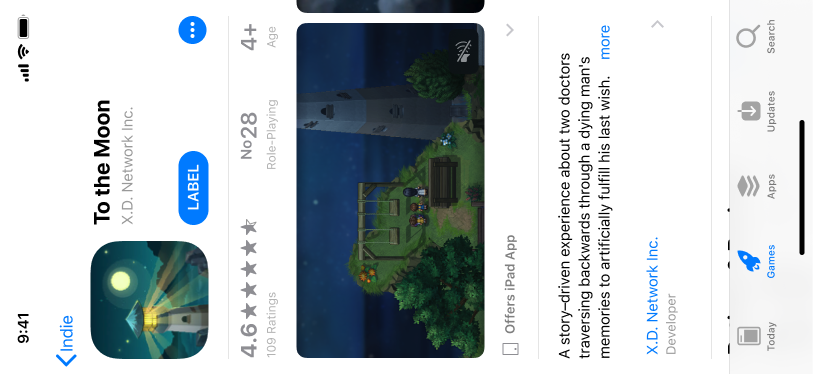 9:41
Indie
To the Moon
X.D. Network Inc.
LABEL
4.6
109 Ratings
No28
Role-Playing
4+
Age
Offers iPad App
A story-driven experience about two doctors
traversing backwards through a dying man's
memories to artificially fulfill his last wish. more
X.D. Network Inc.
Developer
Today
Games
Apps
Updates
Search